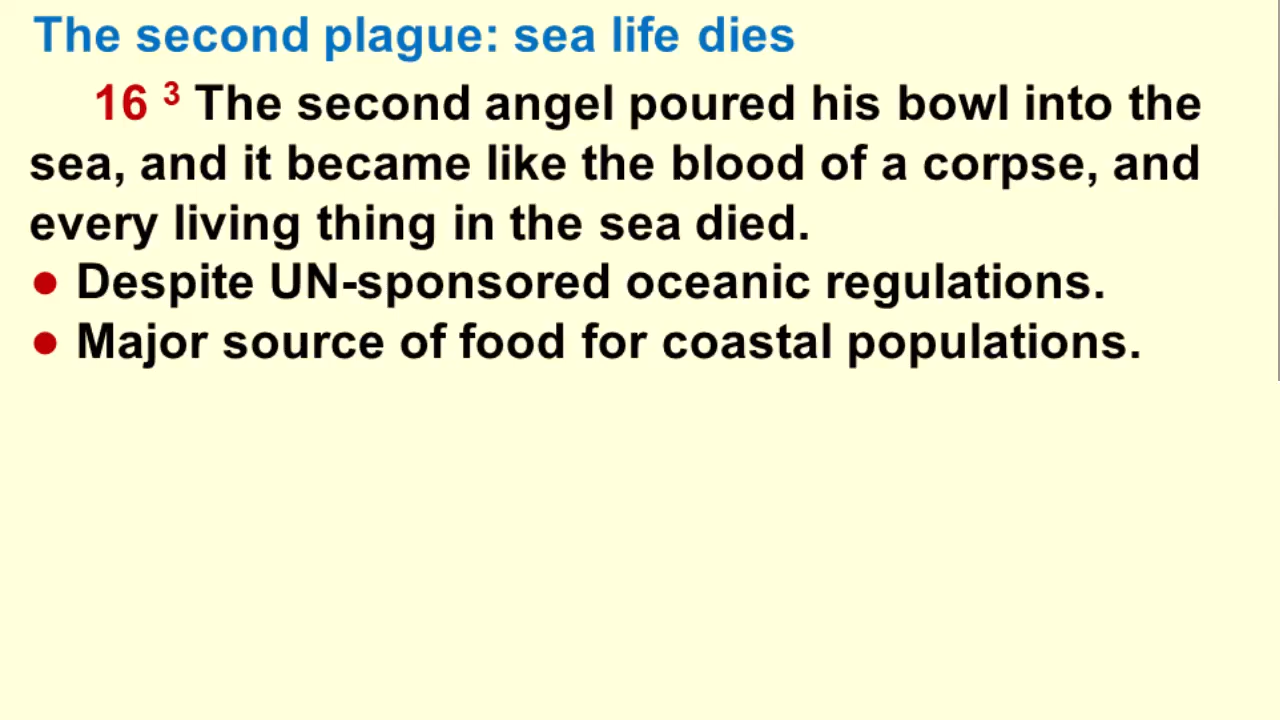 The second plague: sea life dies
16 3 The second angel poured his bowl into the
sea, and it became like the blood of a corpse, and
every living thing in the sea died.
● Despite UN-sponsored oceanic regulations.
● Major source of food for coastal populations.